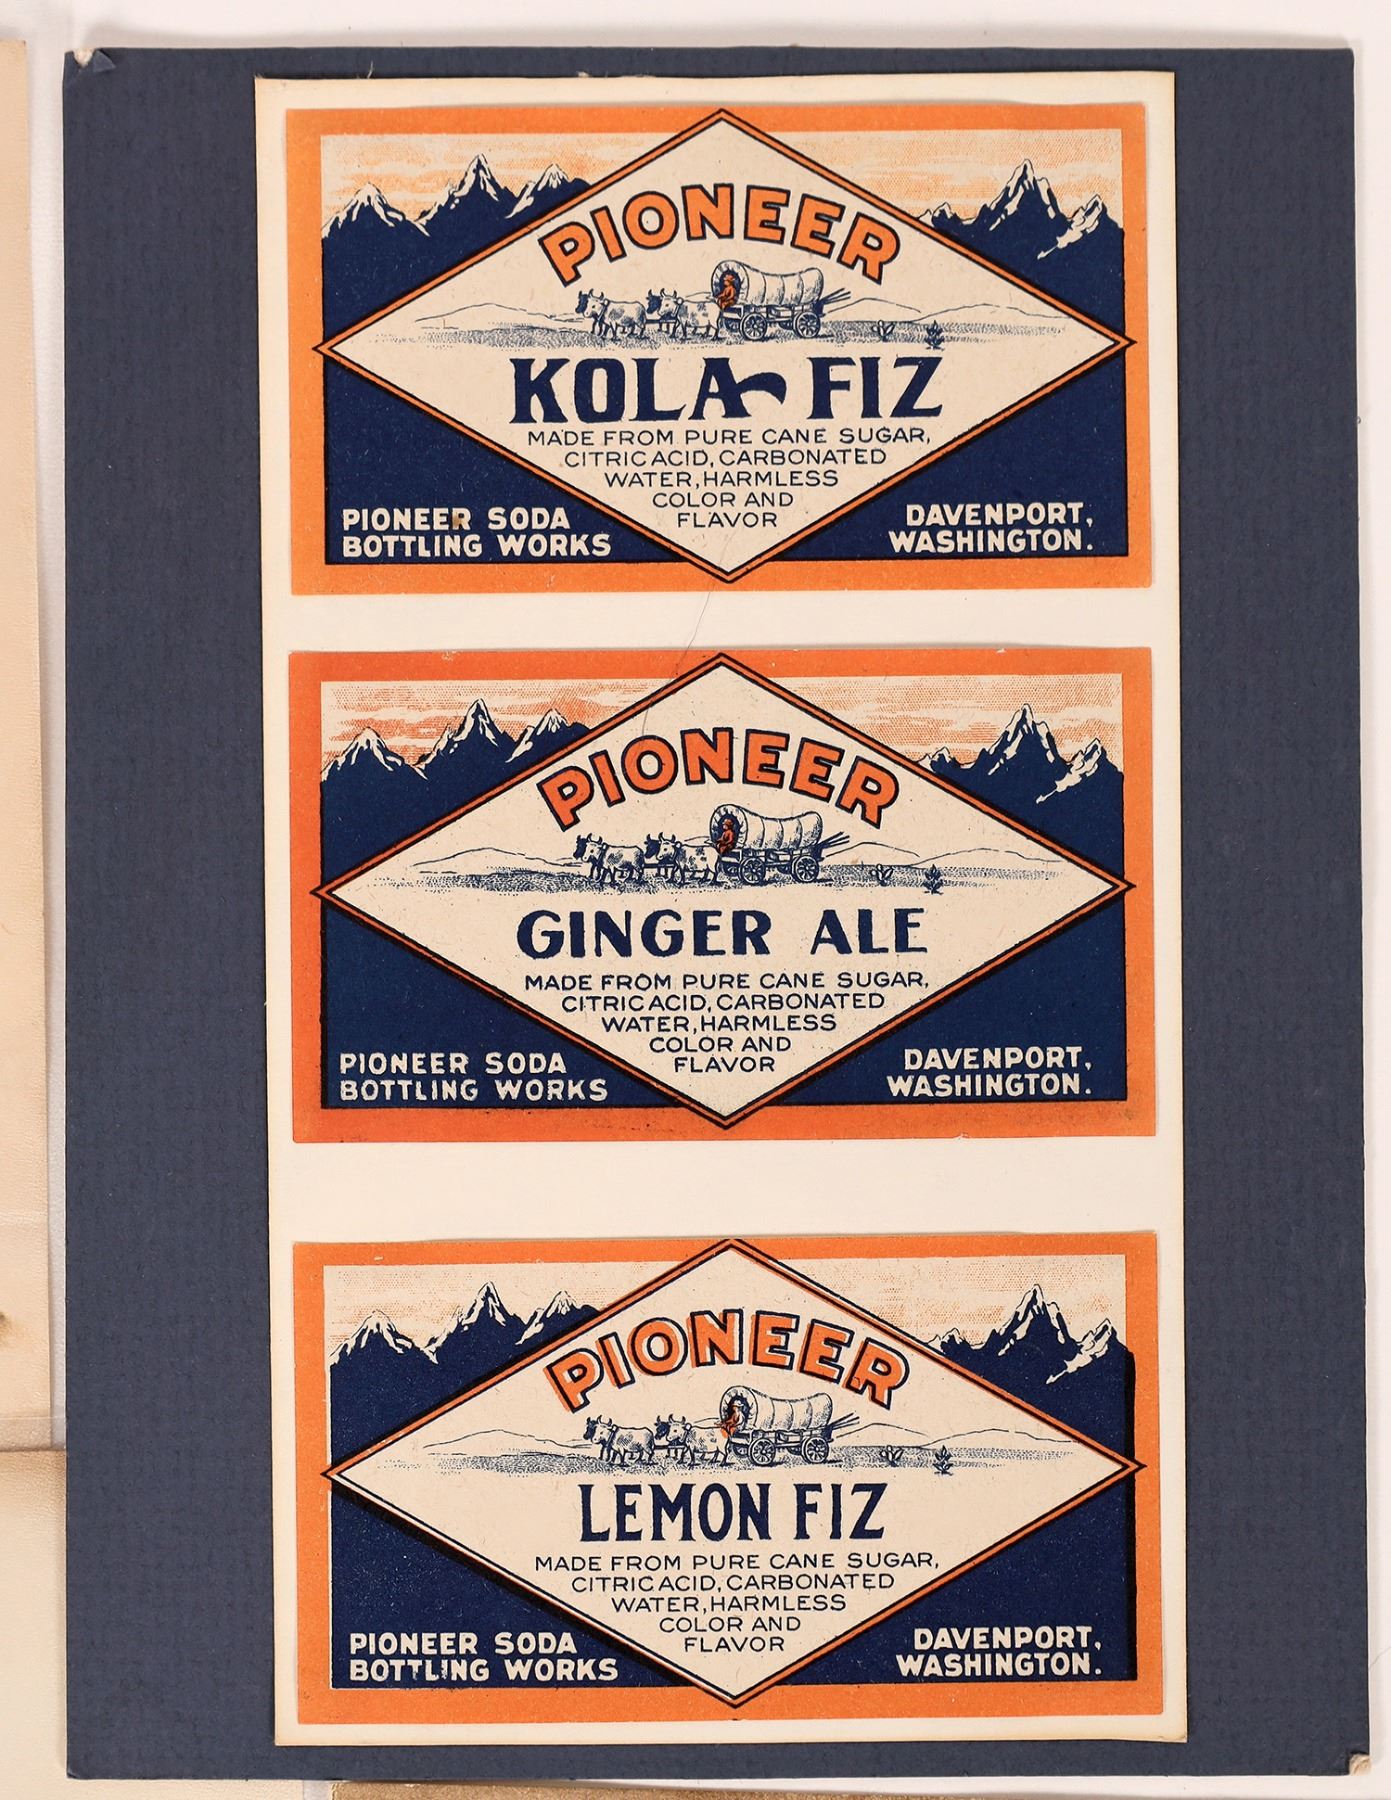 PIONEER
KOLA-FIZ
MADE FROM PURE CANE SUGAR,
CITRIC ACID, CARBONATED
WATER, HARMLESS
COLOR AND
FLAVOR
PIONEER SODA
BOTTLING WORKS
DAVENPORT,
WASHINGTON.
PIONEER
GINGER ALE
MADE FROM PURE CANE SUGAR,
CITRIC ACID, CARBONATED
WATER, HARMLESS
COLOR AND
FLAVOR
PIONEER SODA
BOTTLING WORKS
DAVENPORT,
WASHINGTON.
PIONEER
LEMON FIZ
MADE FROM PURE CANE SUGAR,
CITRIC ACID, CARBONATED
WATER, HARMLESS
COLOR AND
FLAVOR
PIONEER SODA
BOTTLING WORKS
DAVENPORT,
WASHINGTON.